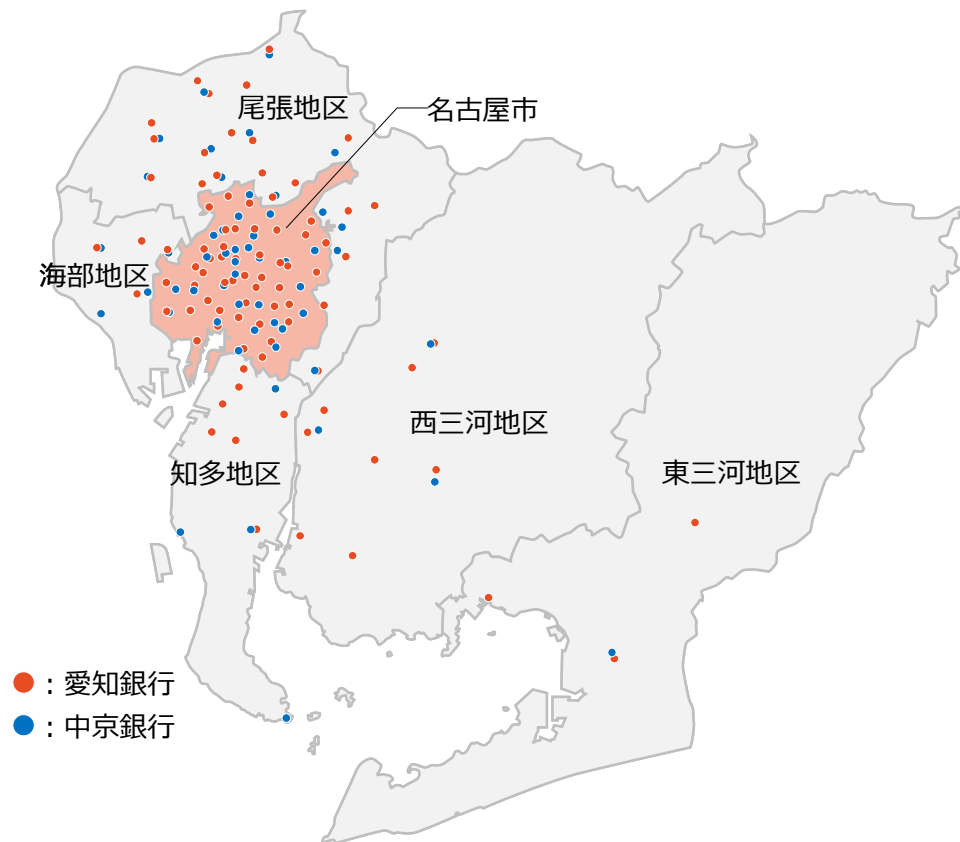 尾張地区
名古屋市
海部地区
西三河地区
知多地区
東三河地区
：愛知銀行
：中京銀行